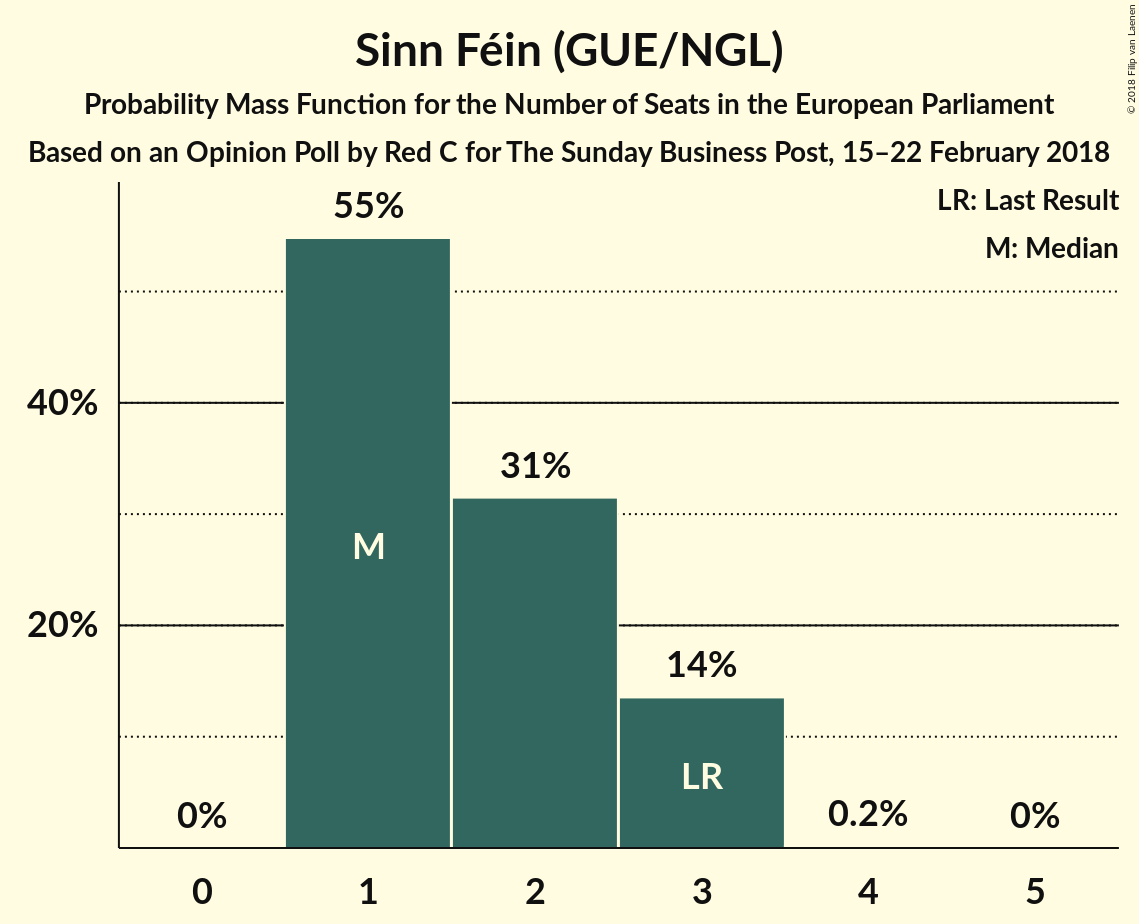 Sinn Féin (GUE/NGL)
Probability Mass Function for the Number of Seats in the European Parliament
Based on an Opinion Poll by Red C for The Sunday Business Post, 15–22 February 2018
© 2018 Filip van Laenen
LR: Last Result
M: Median
55%
40%
31%
M
20%
14%
LR
0%
0.2%
0%
0 1 2 3 4 5